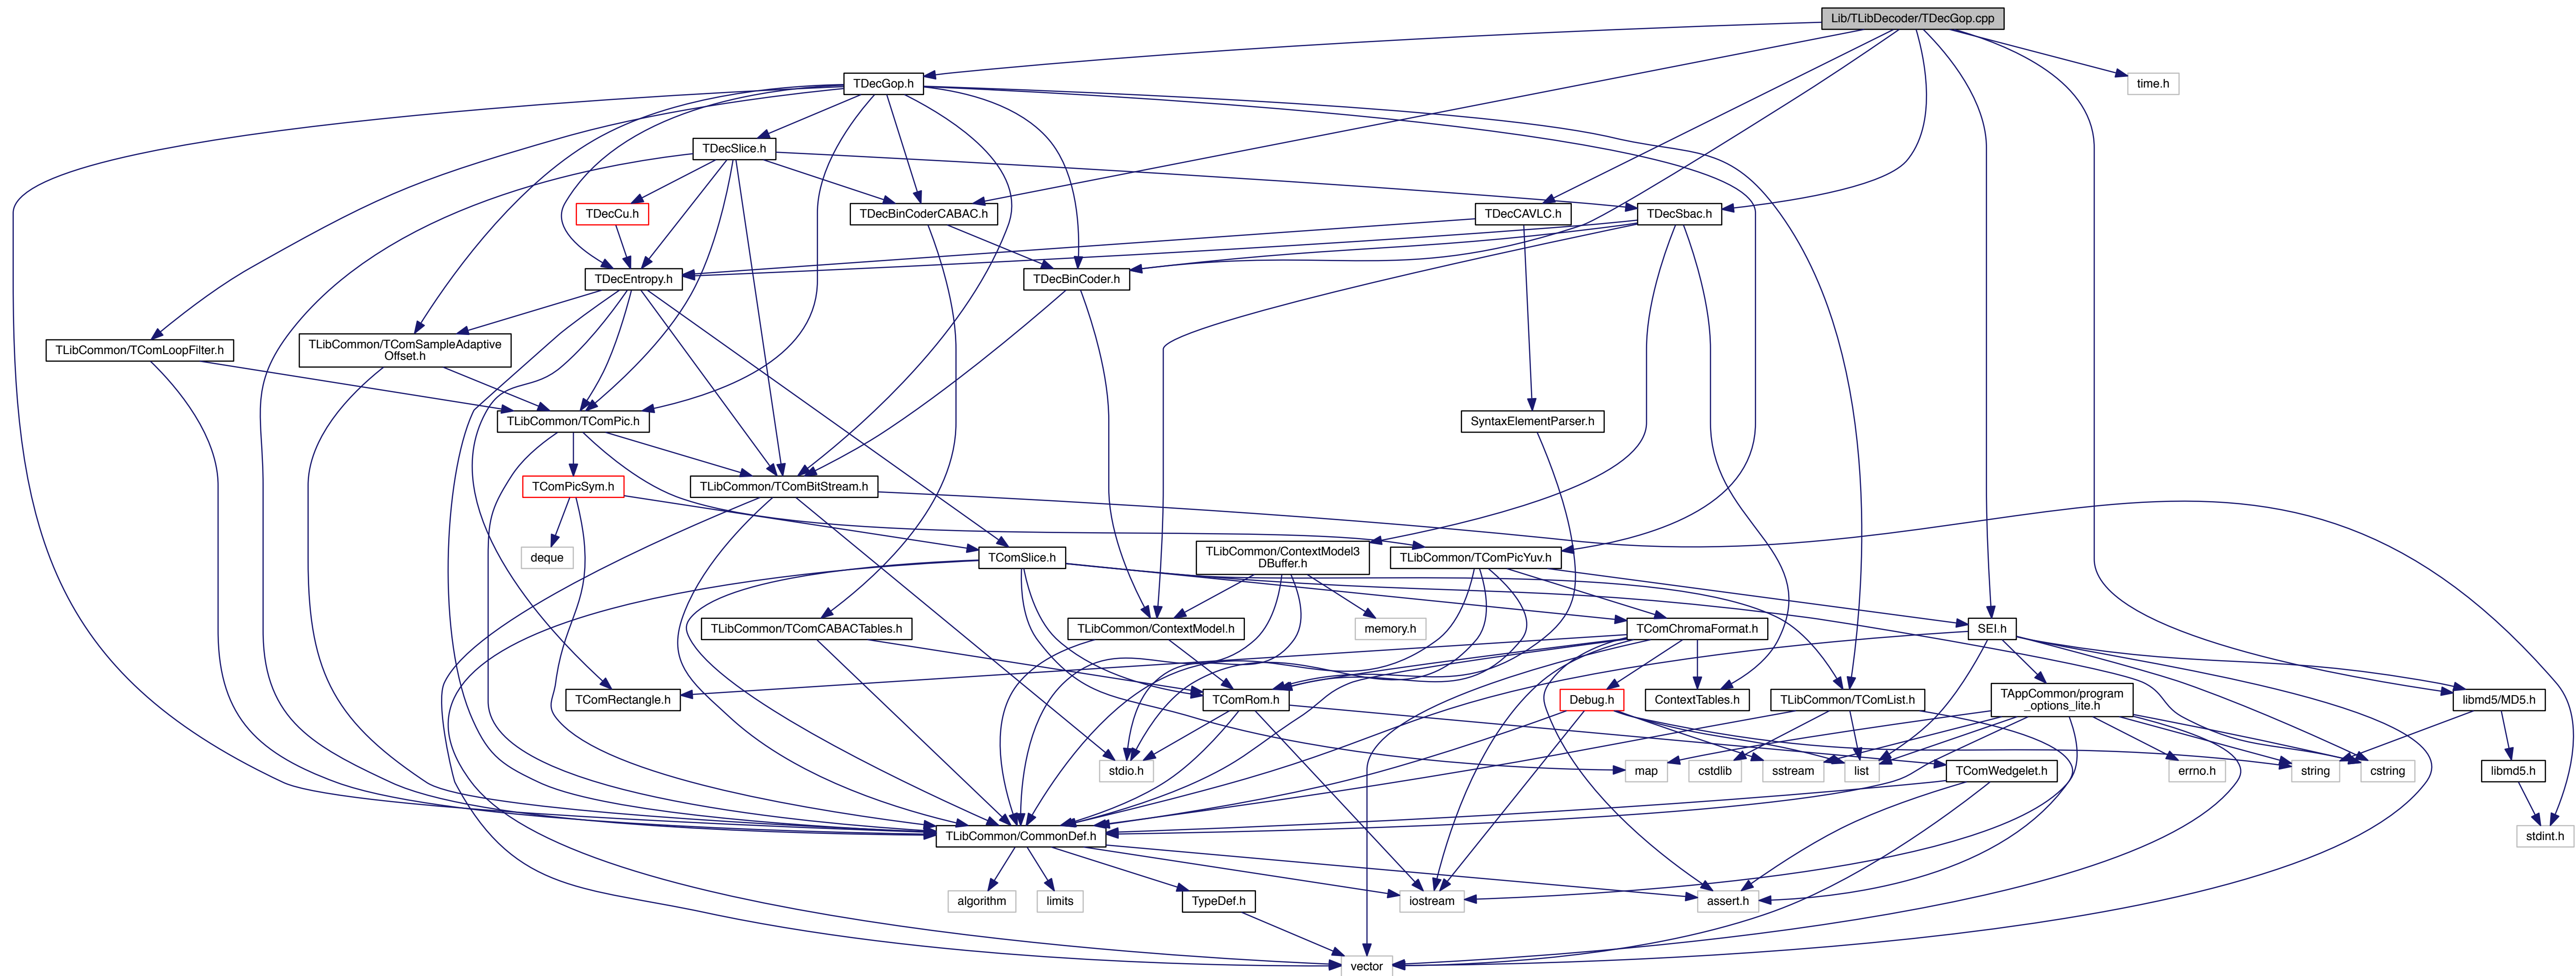 Lib/TLibDecoder/TDecGop.cpp
TDecGop.h
time.h
TDecSlice.h
TDecCu.h
TDecBinCoderCABAC.h
TDecCAVLC.h
TDecSbac.h
TDecEntropy.h
TDecBinCoder.h
TLibCommon/TComLoopFilter.h
TLibCommon/TComSampleAdaptive
Offset.h
TLibCommon/TComPic.h
SyntaxElementParser.h
TComPicSym.h
TLibCommon/TComBitStream.h
deque
TComSlice.h
TLibCommon/ContextModel3
DBuffer.h
TLibCommon/TComPicYuv.h
TLibCommon/TComCABACTables.h
TLibCommon/ContextModel.h
memory.h
TComChromaFormat.h
SEI.h
TComRectangle.h
TComRom.h
Debug.h
ContextTables.h
TLibCommon/TComList.h
TAppCommon/program
_options_lite.h
libmd5/MD5.h
stdio.h
map
cstdlib
sstream
list
TComWedgelet.h
errno.h
string
cstring
libmd5.h
TLibCommon/CommonDef.h
stdint.h
algorithm
limits
TypeDef.h
iostream
assert.h
vector